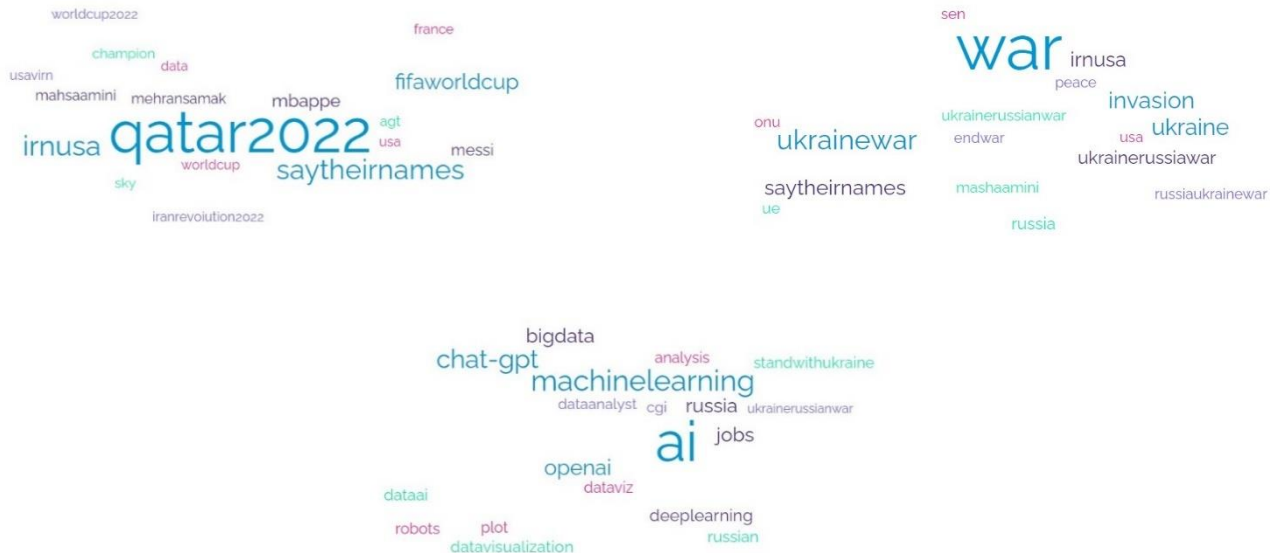 worldcup2022
france
champion
data
usavirn
fifaworldcup
mahsaamini
mehransamak
mbappe
agt
qatar2022
irnusa
usa
messi
worldcup
saytheirnames
sky
iranrevoiution2022
sen
war
irnusa
peace
invasion
ukrainerussianwar
onu
ukraine
ukrainewar
endwar
usa
ukrainerussiawar
saytheirnames
mashaamini
russiaukrainewar
ue
russia
bigdata
chat-gpt
analysis
standwithukraine
machinelearning
dataanalyst
cgi
russia
ukrainerussianwar
ai
jobs
openai
dataviz
dataai
deeplearning
robots
plot
russian
datavisualization